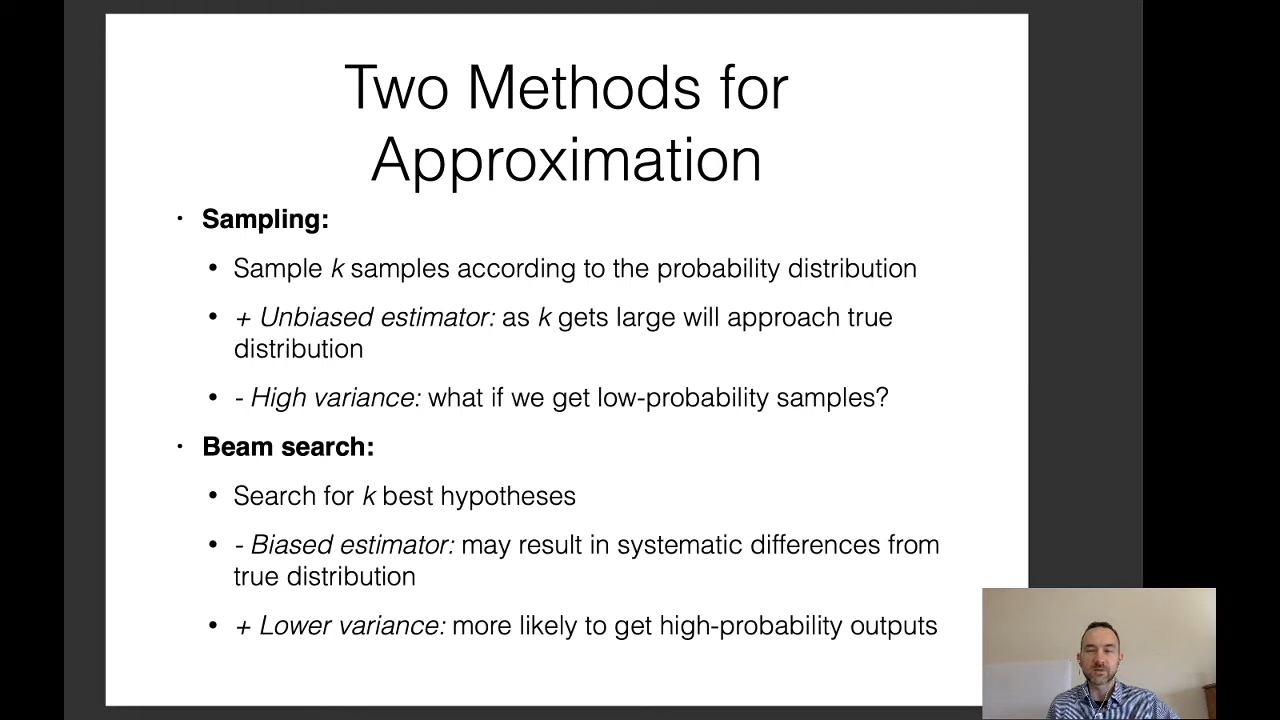 Two Methods for
Approximation
• Sampling:
• Sample k samples according to the probability distribution
• + Unbiased estimator: as k gets large will approach true
distribution
• - High variance: what if we get low-probability samples?
• Beam search:
• Search for k best hypotheses
• - Biased estimator: may result in systematic differences from
true distribution
• + Lower variance: more likely to get high-probability outputs